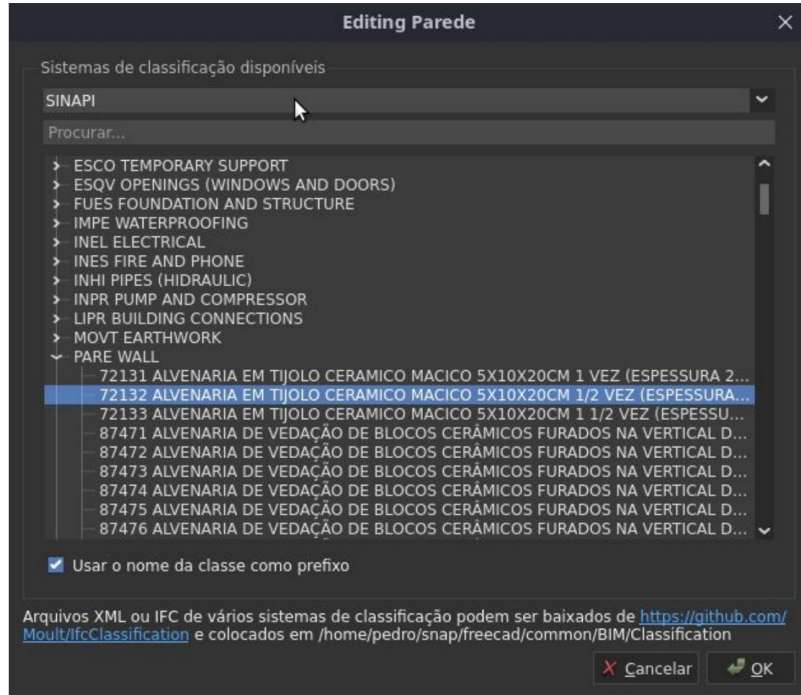 Editing Parede
Sistemas de classificação disponíveis
SINAPI
Procurar...
ESCO TEMPORARY SUPPORT
ESQV OPENINGS (WINDOWS AND DOORS)
FUES FOUNDATION AND STRUCTURE
IMPE WATERPROOFING
INEL ELECTRICAL
INES FIRE AND PHONE
INHI PIPES (HIDRAULIC)
INPR PUMP AND COMPRESSOR
LIPR BUILDING CONNECTIONS
MOVT EARTHWORK
PARE WALL
72131 ALVENARIA EM TIJOLO CERAMICO MACICO 5X10X20CM 1 VEZ (ESPESSURA 2...
72132 ALVENARIA EM TIJOLO CERAMICO MACICO 5X10X20CM 1/2 VEZ (ESPESSURA...
72133 ALVENARIA EM TIJOLO CERAMICO MACICO 5X10X20CM 1 1/2 VEZ (ESPESSU...
87471 ALVENARIA DE VEDAÇÃO DE BLOCOS CERÂMICOS FURADOS NA VERTICAL D...
87472 ALVENARIA DE VEDAÇÃO DE BLOCOS CERÂMICOS FURADOS NA VERTICAL D...
87473 ALVENARIA DE VEDAÇÃO DE BLOCOS CERÂMICOS FURADOS NA VERTICAL D...
87474 ALVENARIA DE VEDAÇÃO DE BLOCOS CERÂMICOS FURADOS NA VERTICAL D...
87475 ALVENARIA DE VEDAÇÃO DE BLOCOS CERÂMICOS FURADOS NA VERTICAL D...
87476 ALVENARIA DE VEDAÇÃO DE BLOCOS CERÂMICOS FURADOS NA VERTICAL D...
Usar o nome da classe como prefixo
Arquivos XML ou IFC de vários sistemas de classificação podem ser baixados de https://github.com/
Moult/IfcClassification e colocados em /home/pedro/snap/freecad/common/BIM/Classification
Cancelar OK